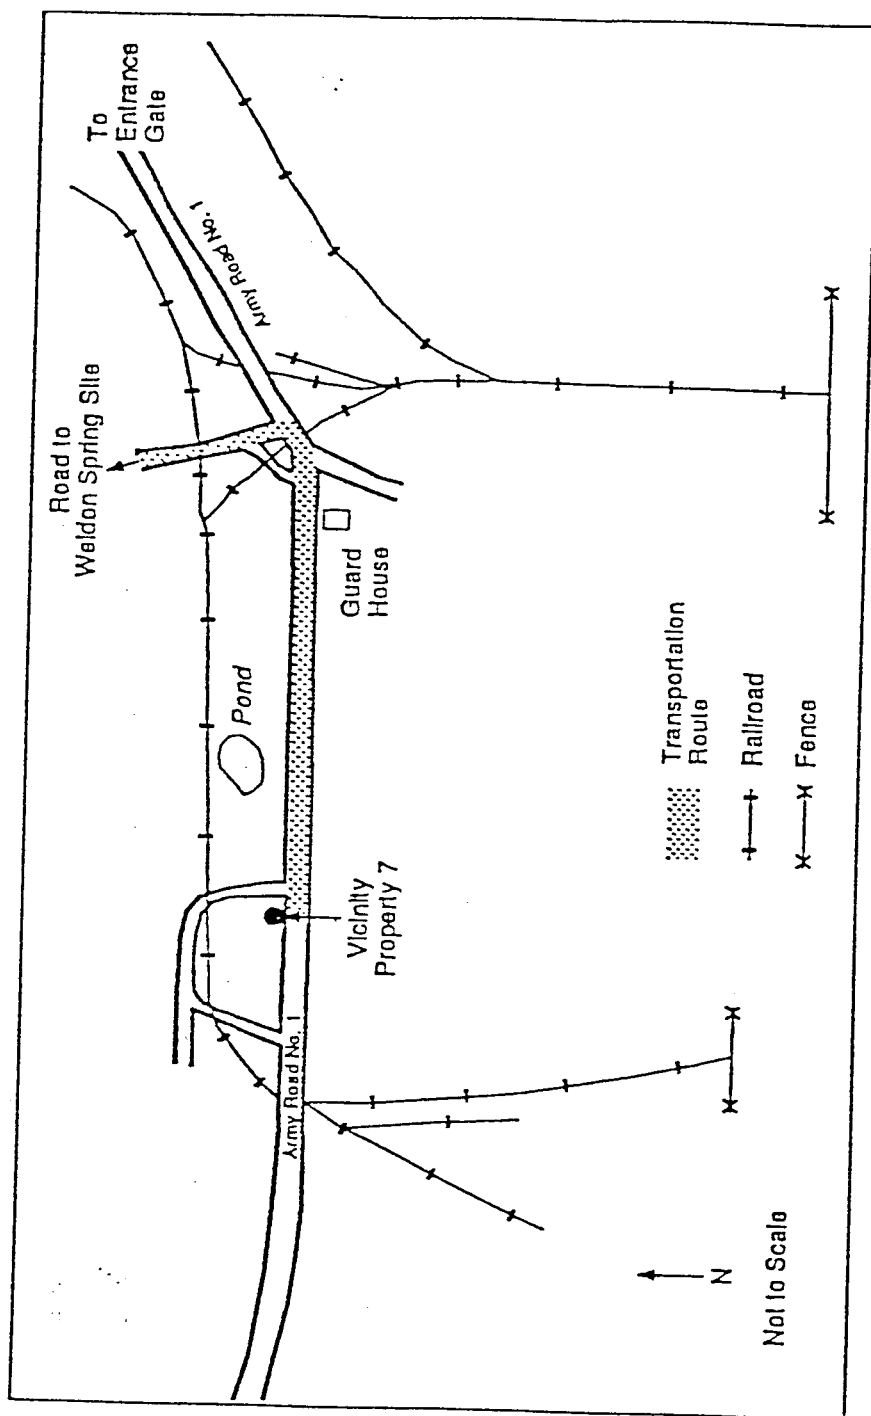 To
Entrance
Gate
Road to
Weldon Spring Site
Army Road No. 1
Pond
Guard
House
Vicinity
Property 7
Army Road No. 1
Transportation
Route
Railroad
Fence
N
Not to Scale